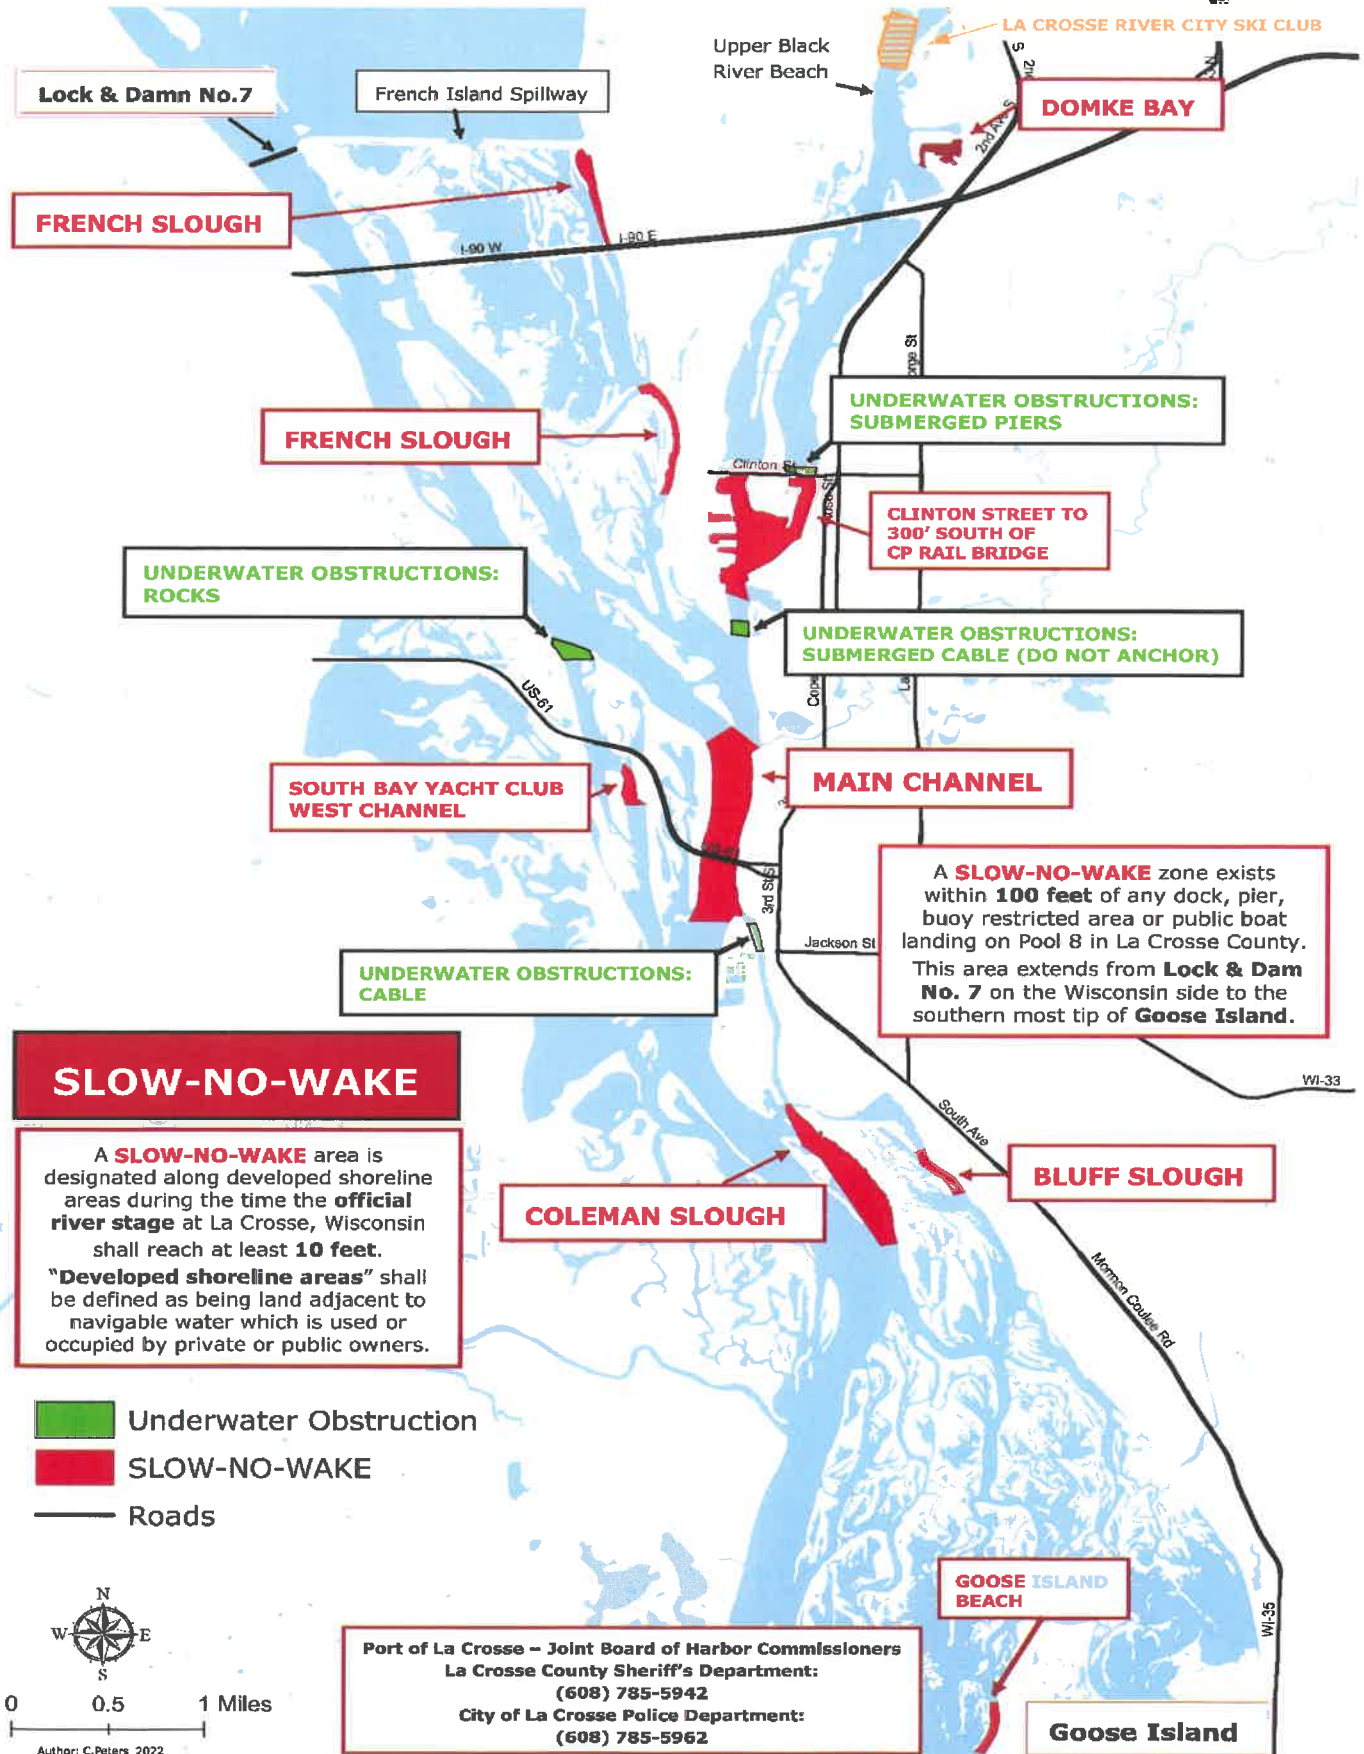 LA CROSSE RIVER CITY SKI CLUB
Upper Black
River Beach
Lock & Damn No.7
French Island Spillway
DOMKE BAY
S 2nd
2nd Ave S
FRENCH SLOUGH
I-90 W
I-90 E
orge St
UNDERWATER OBSTRUCTIONS:
SUBMERGED PIERS
FRENCH SLOUGH
Clinton St
CLINTON STREET TO
300' SOUTH OF
CP RAIL BRIDGE
UNDERWATER OBSTRUCTIONS:
ROCKS
UNDERWATER OBSTRUCTIONS:
SUBMERGED CABLE (DO NOT ANCHOR)
Cope
La
US-61
SOUTH BAY YACHT CLUB
WEST CHANNEL
MAIN CHANNEL
3rd St S
Jackson St
A SLOW-NO-WAKE zone exists
within 100 feet of any dock, pier,
buoy restricted area or public boat
landing on Pool 8 in La Crosse County.
This area extends from Lock & Dam
No. 7 on the Wisconsin side to the
southern most tip of Goose Island.
UNDERWATER OBSTRUCTIONS:
CABLE
SLOW-NO-WAKE
WI-33
South Ave
A SLOW-NO-WAKE area is
designated along developed shoreline
areas during the time the official
river stage at La Crosse, Wisconsin
shall reach at least 10 feet.
"Developed shoreline areas" shall
be defined as being land adjacent to
navigable water which is used or
occupied by private or public owners.
BLUFF SLOUGH
COLEMAN SLOUGH
Mormon Coulee Rd
Underwater Obstruction
SLOW-NO-WAKE
Roads
GOOSE ISLAND
BEACH
WI-35
N
W E
S
0 0.5 1 Miles
Author: C.Peters 2022
Port of La Crosse – Joint Board of Harbor Commissioners
La Crosse County Sheriff's Department:
(608) 785-5942
City of La Crosse Police Department:
(608) 785-5962
Goose Island